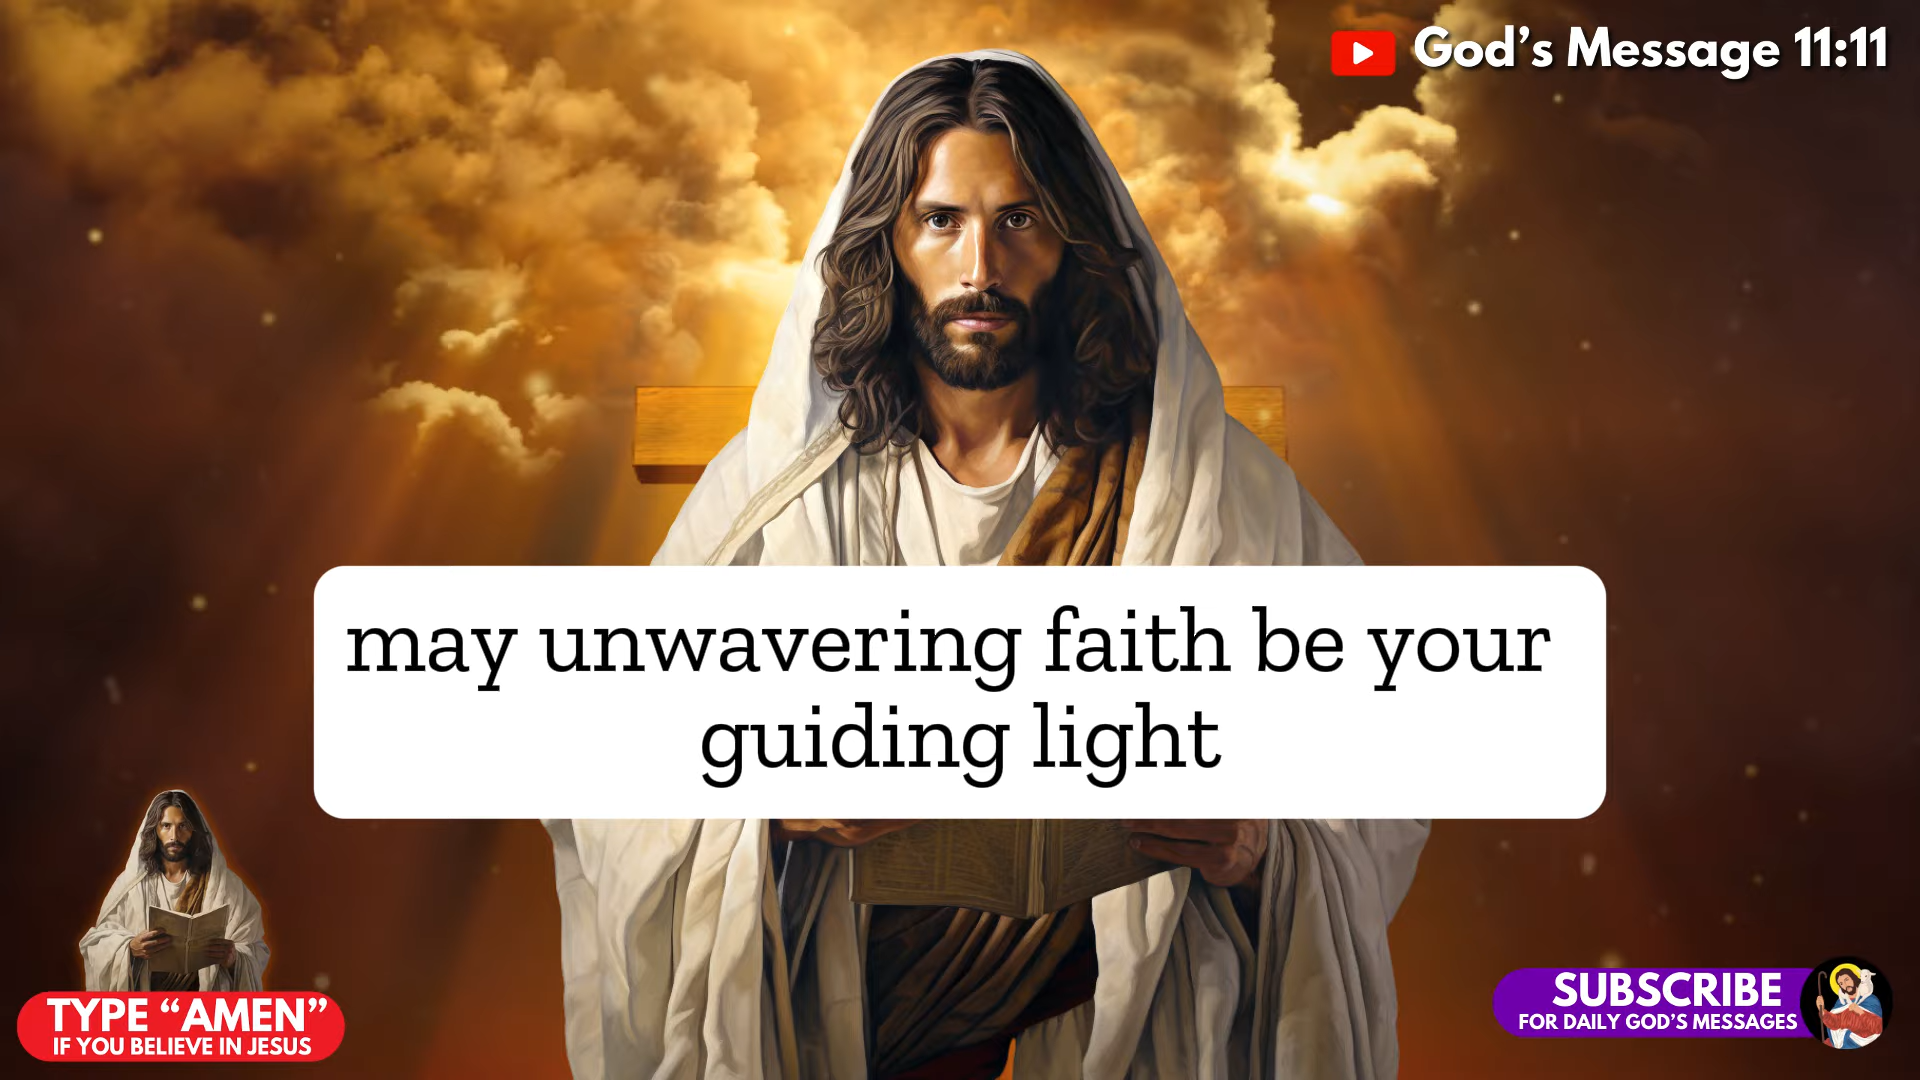 God’s Message 11:11
may unwavering faith be your
guiding light
TYPE “AMEN”
IF YOU BELIEVE IN JESUS
SUBSCRIBE
FOR DAILY GOD’S MESSAGES